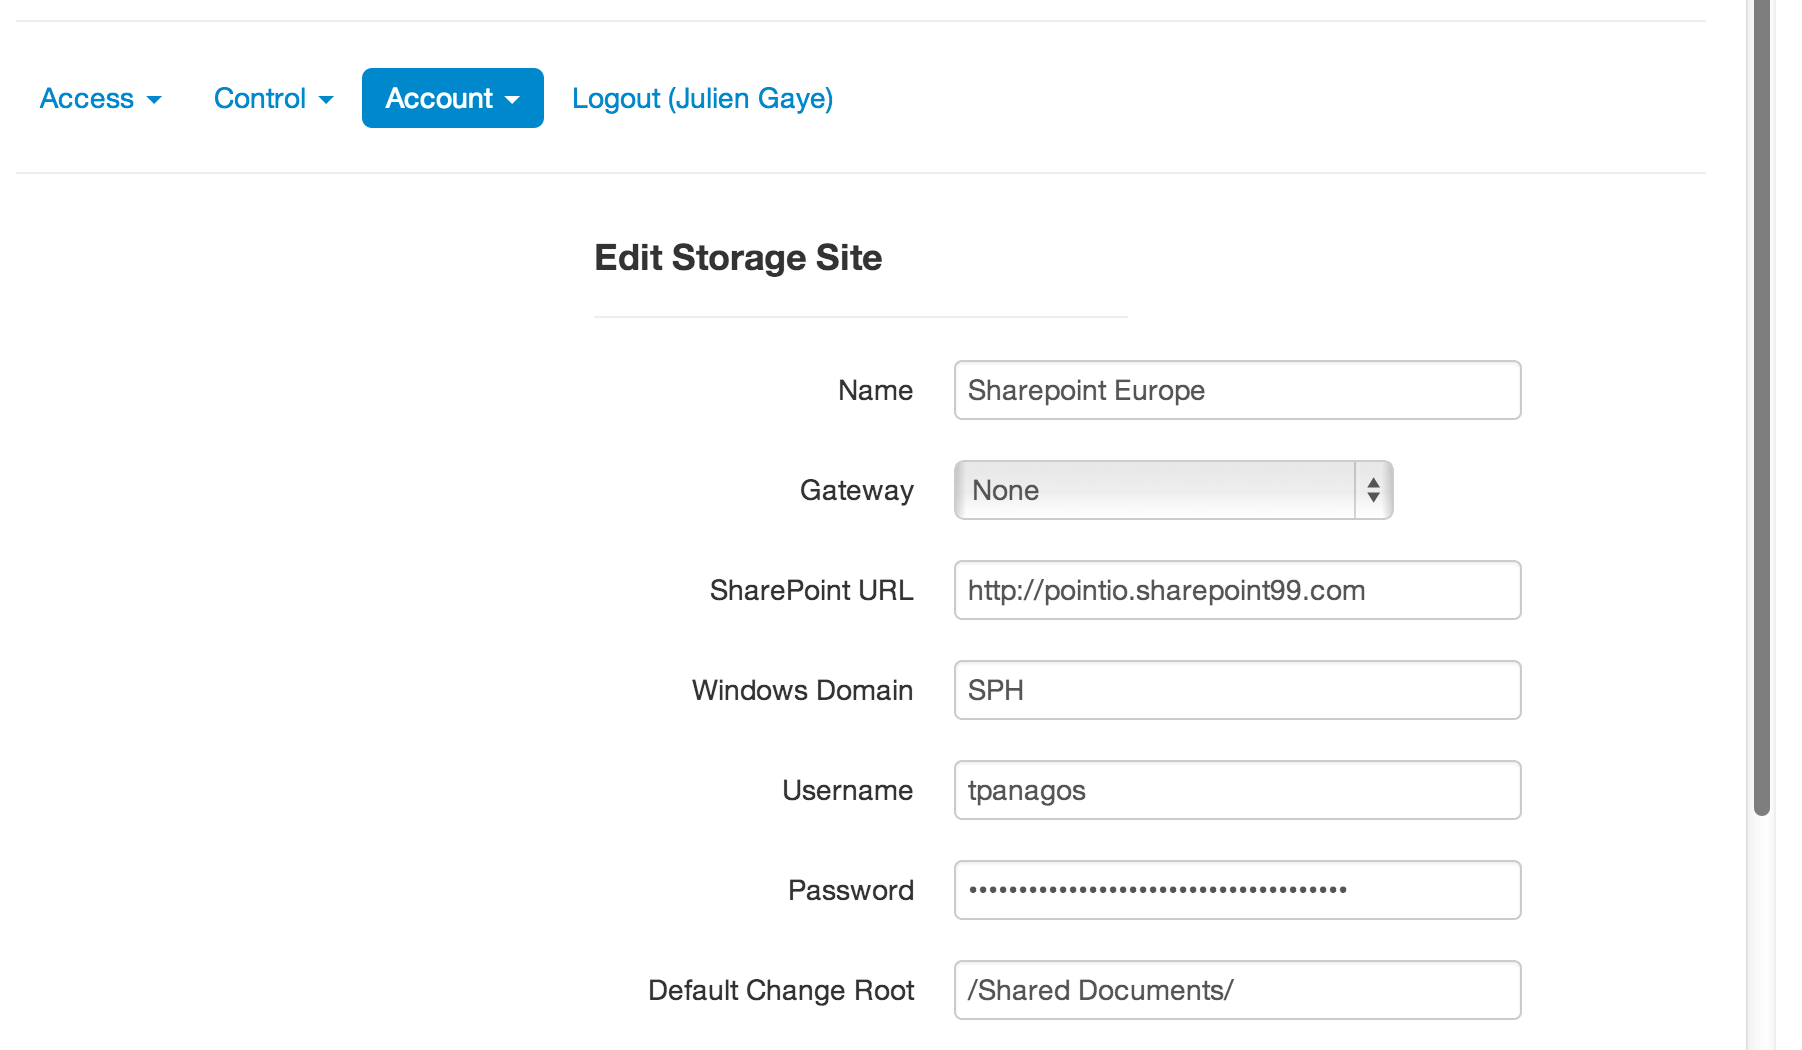 Access Control Account Logout (Julien Gaye)
Edit Storage Site
Name Sharepoint Europe
Gateway None
SharePoint URL http://pointio.sharepoint99.com
Windows Domain SPH
Username tpanagos
Password ••••••••••••••••••••••••••••••••••••••
Default Change Root /Shared Documents/